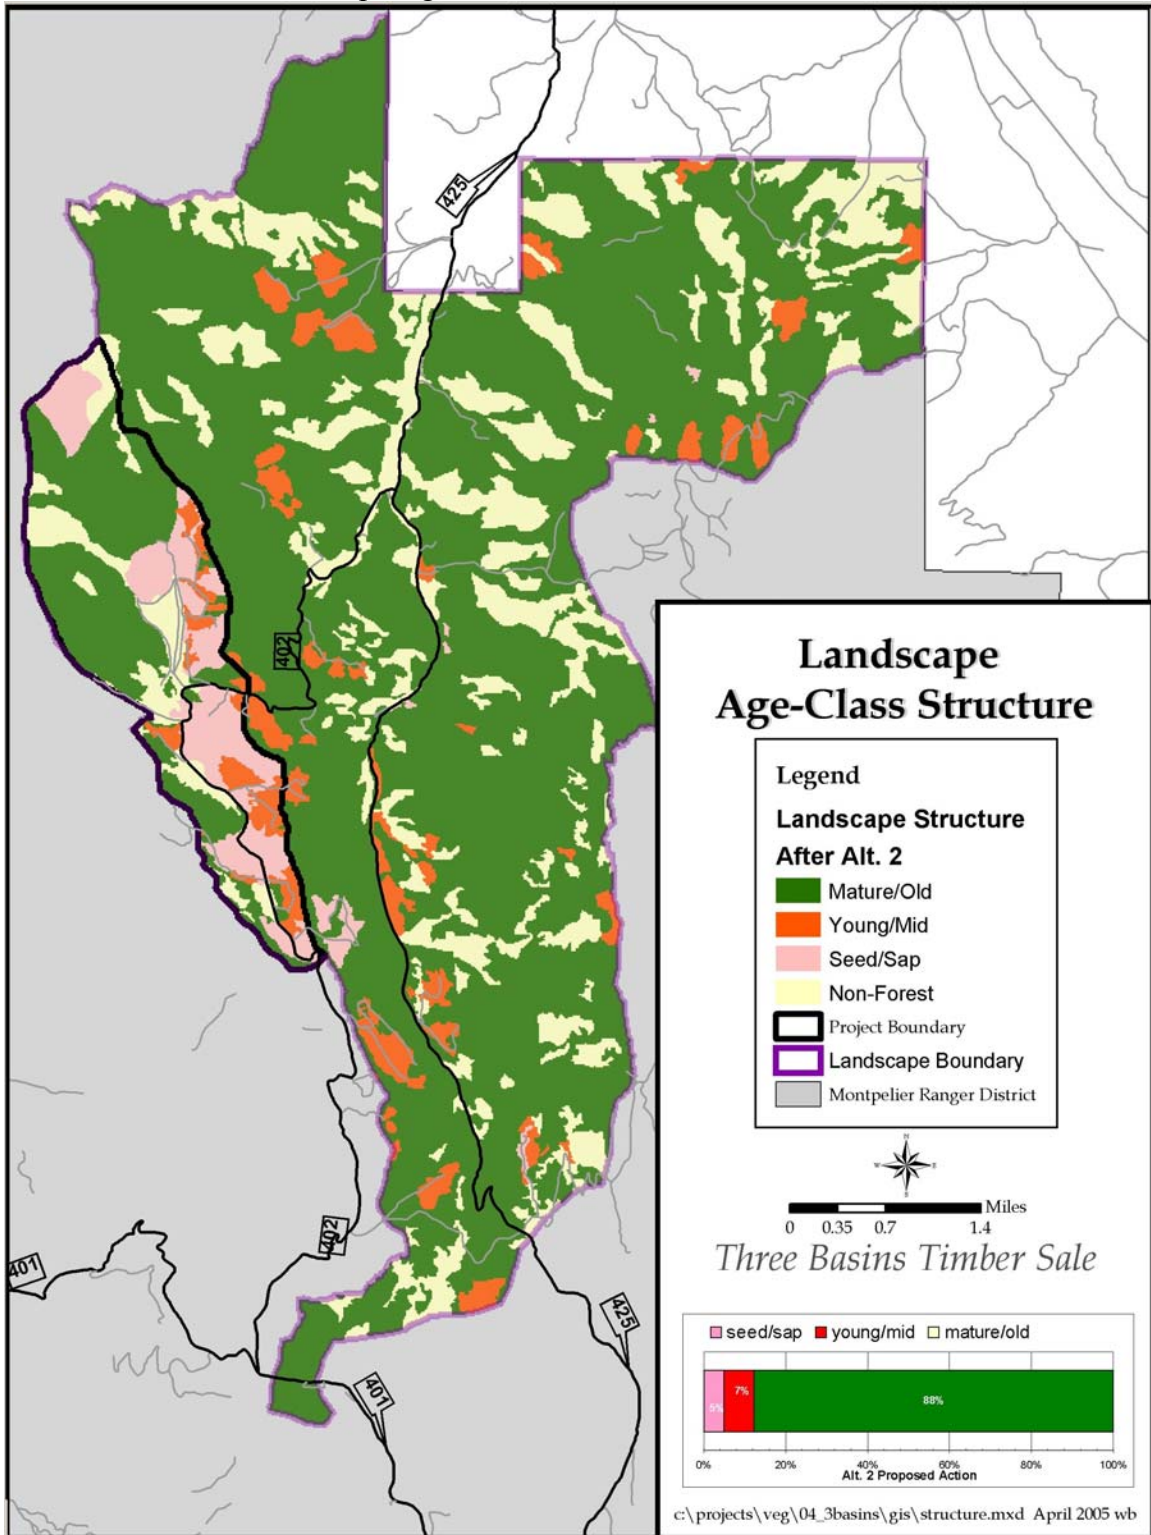 425
402
402
401
401
425
Landscape
Age-Class Structure
Legend
Landscape Structure
After Alt. 2
Mature/Old
Young/Mid
Seed/Sap
Non-Forest
Project Boundary
Landscape Boundary
Montpelier Ranger District
N
W E
S
Miles
0 0.35 0.7 1.4
Three Basins Timber Sale
seed/sap young/mid mature/old
5% 7% 88%
0% 20% 40% 60% 80% 100%
Alt. 2 Proposed Action
c:\projects\veg\04_3basins\gis\structure.mxd April 2005 wb